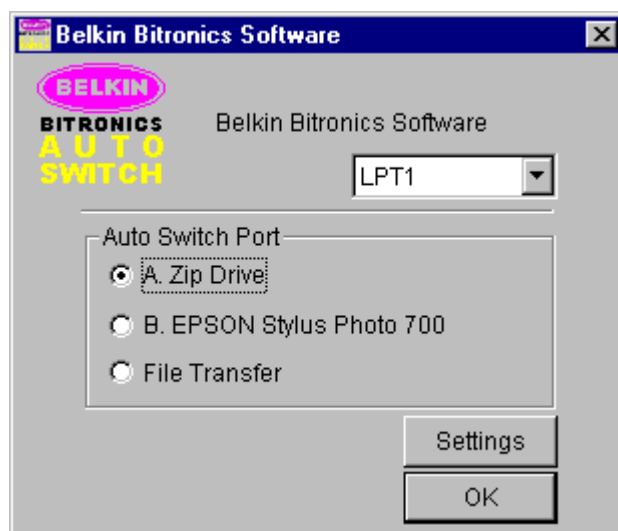 Belkin Bitronics Software
BELKIN
BITRONICS
AUTO
SWITCH
Belkin Bitronics Software
LPT1
Auto Switch Port
A. Zip Drive
B. EPSON Stylus Photo 700
File Transfer
Settings
OK